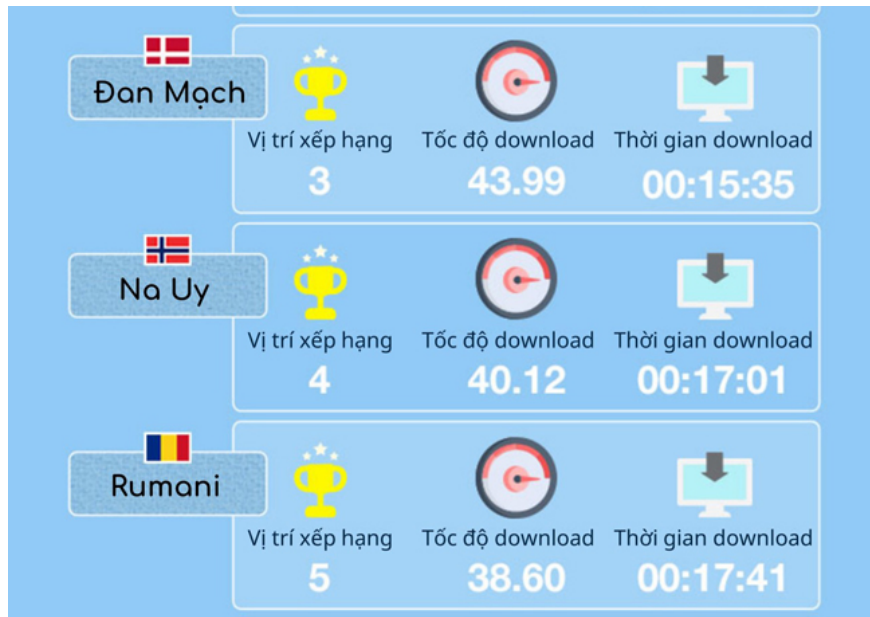 Đan Mạch
Vị trí xếp hạng Tốc độ download Thời gian download
3 43.99 00:15:35
Na Uy
Vị trí xếp hạng Tốc độ download Thời gian download
4 40.12 00:17:01
Rumani
Vị trí xếp hạng Tốc độ download Thời gian download
5 38.60 00:17:41